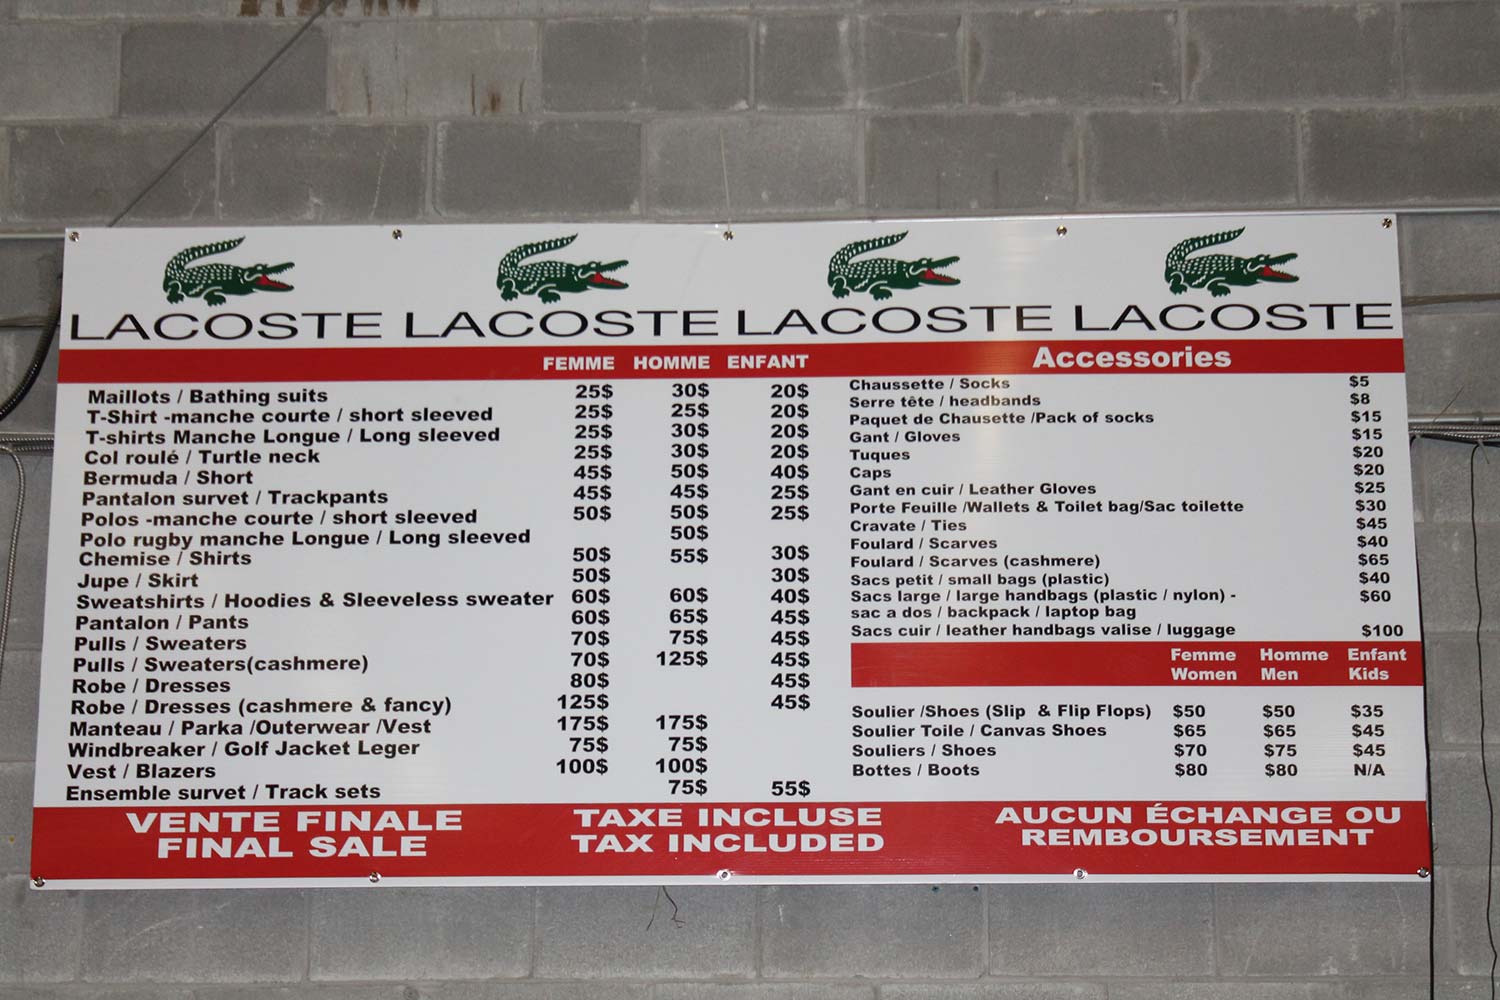 LACOSTE LACOSTE LACOSTE LACOSTE
FEMME HOMME ENFANT
Maillots / Bathing suits 25$ 30$ 20$
T-Shirt -manche courte / short sleeved 25$ 25$ 20$
T-shirts Manche Longue / Long sleeved 25$ 30$ 20$
Col roulé / Turtle neck 25$ 30$ 20$
Bermuda / Short 45$ 50$ 40$
Pantalon survet / Trackpants 45$ 45$ 25$
Polos -manche courte / short sleeved 50$ 50$ 25$
Polo rugby manche Longue / Long sleeved 50$
Chemise / Shirts 50$ 55$ 30$
Jupe / Skirt 50$ 30$
Sweatshirts / Hoodies & Sleeveless sweater 60$ 60$ 40$
Pantalon / Pants 60$ 65$ 45$
Pulls / Sweaters 70$ 75$ 45$
Pulls / Sweaters(cashmere) 70$ 125$ 45$
Robe / Dresses 80$ 45$
Robe / Dresses (cashmere & fancy) 125$ 45$
Manteau / Parka /Outerwear /Vest 175$ 175$
Windbreaker / Golf Jacket Leger 75$ 75$
Vest / Blazers 100$ 100$
Ensemble survet / Track sets 75$ 55$
Accessories
Chaussette / Socks $5
Serre tête / headbands $8
Paquet de Chausette /Pack of socks $15
Gant / Gloves $15
Tuques $20
Caps $20
Gant en cuir / Leather Gloves $25
Porte Feuille /Wallets & Toilet bag/Sac toilette $30
Cravate / Ties $45
Foulard / Scarves $40
Foulard / Scarves (cashmere) $65
Sacs petit / small bags (plastic) $40
Sacs large / large handbags (plastic / nylon) - $60
sac a dos / backpack / laptop bag
Sacs cuir / leather handbags valise / luggage $100
Femme Homme Enfant
Women Men Kids
Soulier /Shoes (Slip & Flip Flops) $50 $50 $35
Soulier Toile / Canvas Shoes $65 $65 $45
Souliers / Shoes $70 $75 $45
Bottes / Boots $80 $80 N/A
VENTE FINALE
FINAL SALE
TAXE INCLUSE
TAX INCLUDED
AUCUN ÉCHANGE OU
REMBOURSEMENT